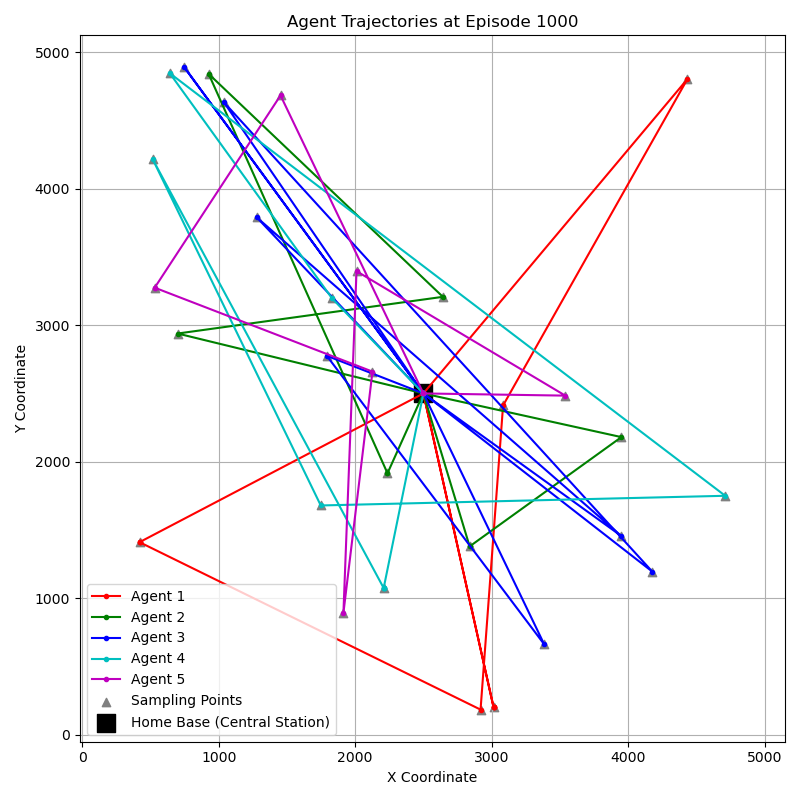 Agent Trajectories at Episode 1000
5000
4000
3000
2000
1000
0
Y Coordinate
Agent 1
Agent 2
Agent 3
Agent 4
Agent 5
Sampling Points
Home Base (Central Station)
0 1000 2000 3000 4000 5000
X Coordinate